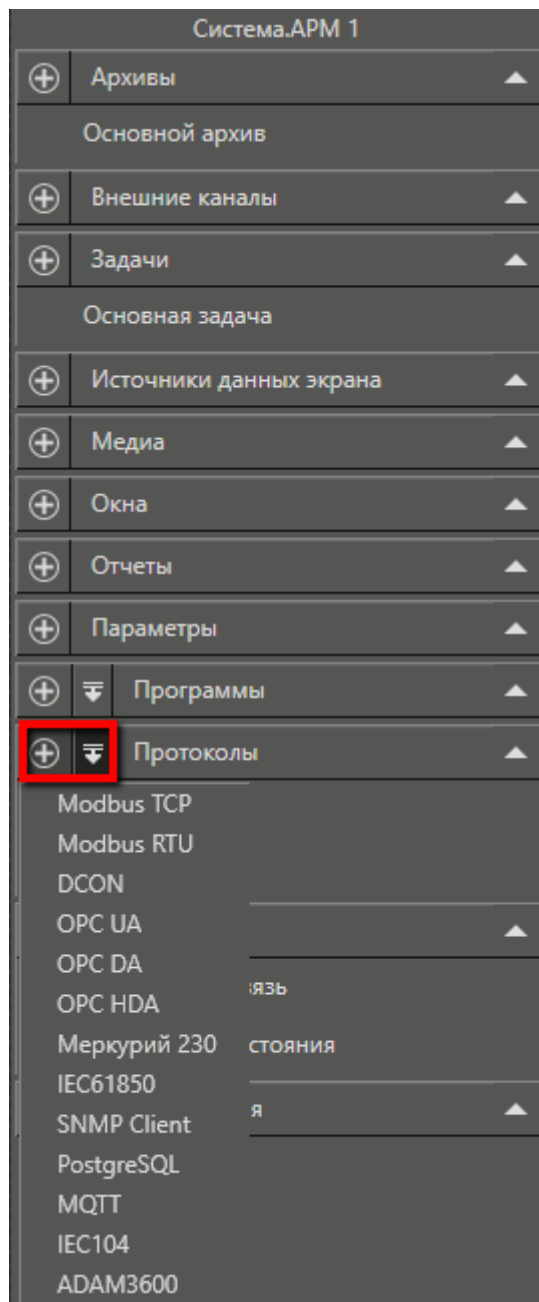 Система.АРМ 1
Архивы
Основной архив
Внешние каналы
Задачи
Основная задача
Источники данных экрана
Медиа
Окна
Отчеты
Параметры
Программы
Протоколы
Modbus TCP
Modbus RTU
DCON
OPC UA
OPC DA
язь
OPC HDA
Меркурий 230 стояния
IEC61850
я
SNMP Client
PostgreSQL
MQTT
IEC104
ADAM3600